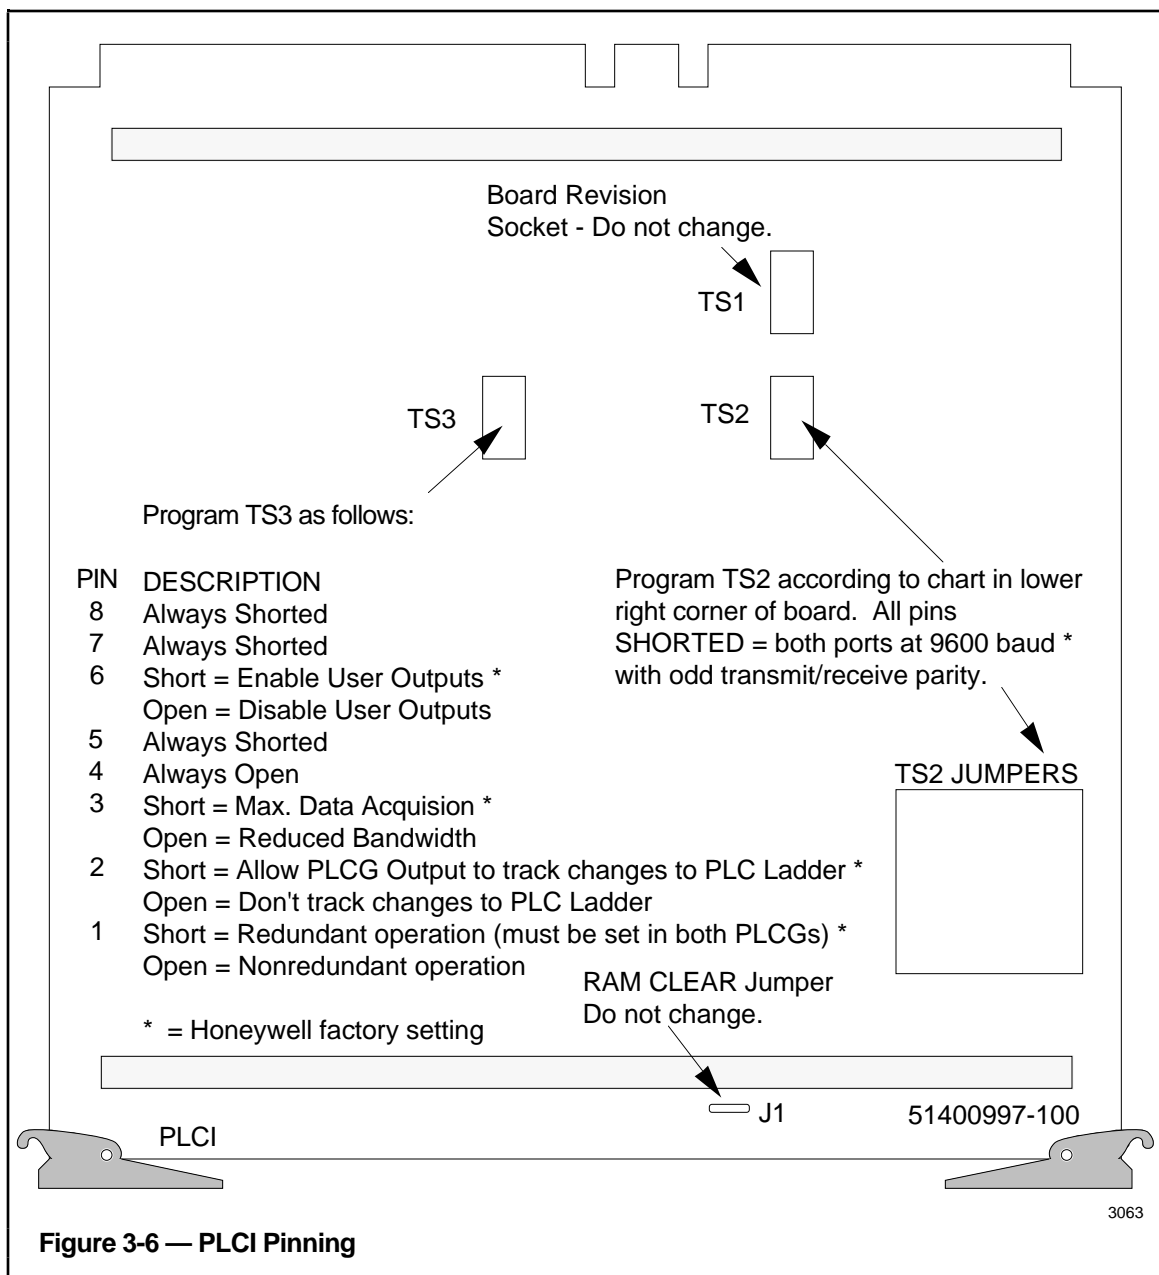 Board Revision
Socket - Do not change.
TS1
TS3
TS2
Program TS3 as follows:
PIN DESCRIPTION
8 Always Shorted
7 Always Shorted
6 Short = Enable User Outputs *
Open = Disable User Outputs
5 Always Shorted
4 Always Open
3 Short = Max. Data Acquision *
Open = Reduced Bandwidth
2 Short = Allow PLCG Output to track changes to PLC Ladder *
Open = Don't track changes to PLC Ladder
1 Short = Redundant operation (must be set in both PLCGs) *
Open = Nonredundant operation
* = Honeywell factory setting
Program TS2 according to chart in lower
right corner of board. All pins
SHORTED = both ports at 9600 baud *
with odd transmit/receive parity.
TS2 JUMPERS
RAM CLEAR Jumper
Do not change.
J1
51400997-100
PLCI
3063
Figure 3-6 — PLCI Pinning